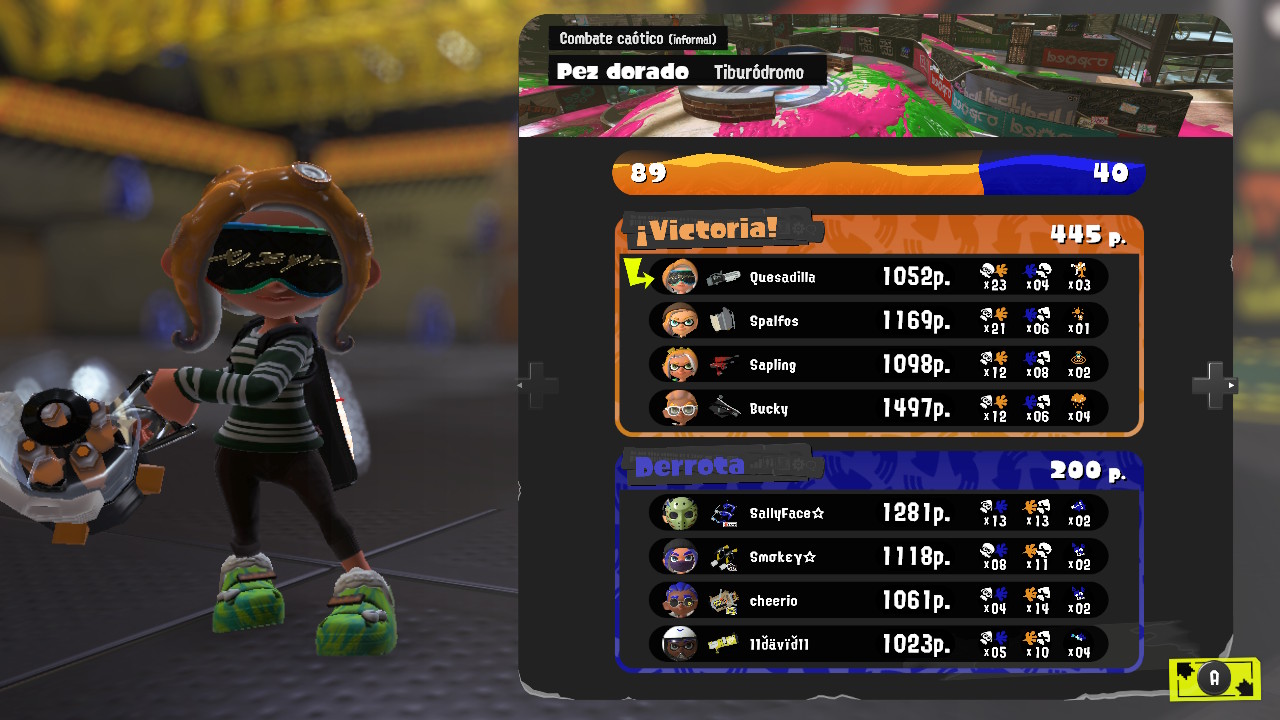 Combate caótico (informal)
Pez dorado Tiburódromo
89 40
¡Victoria! 445 p.
Quesadilla 1052p. x23 x04 x03
Spalfos 1169p. x21 x06 x01
Sapling 1098p. x12 x08 x02
Bucky 1497p. x12 x06 x04
Derrota 200 p.
SallyFace☆ 1281p. x13 x13 x02
Smοκεγ☆ 1118p. x08 x11 x02
cheerio 1061p. x04 x14 x02
1023p. x05 x10 x04
A